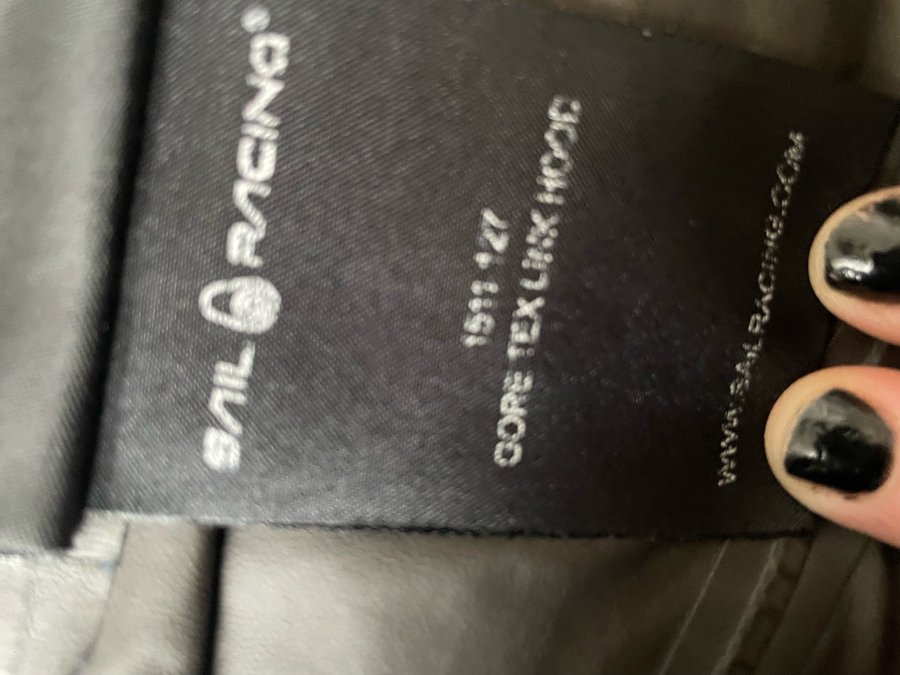 SAIL RACING®
1511 127
GORE TEX LINK HOOD
WWW.SAILRACING.COM